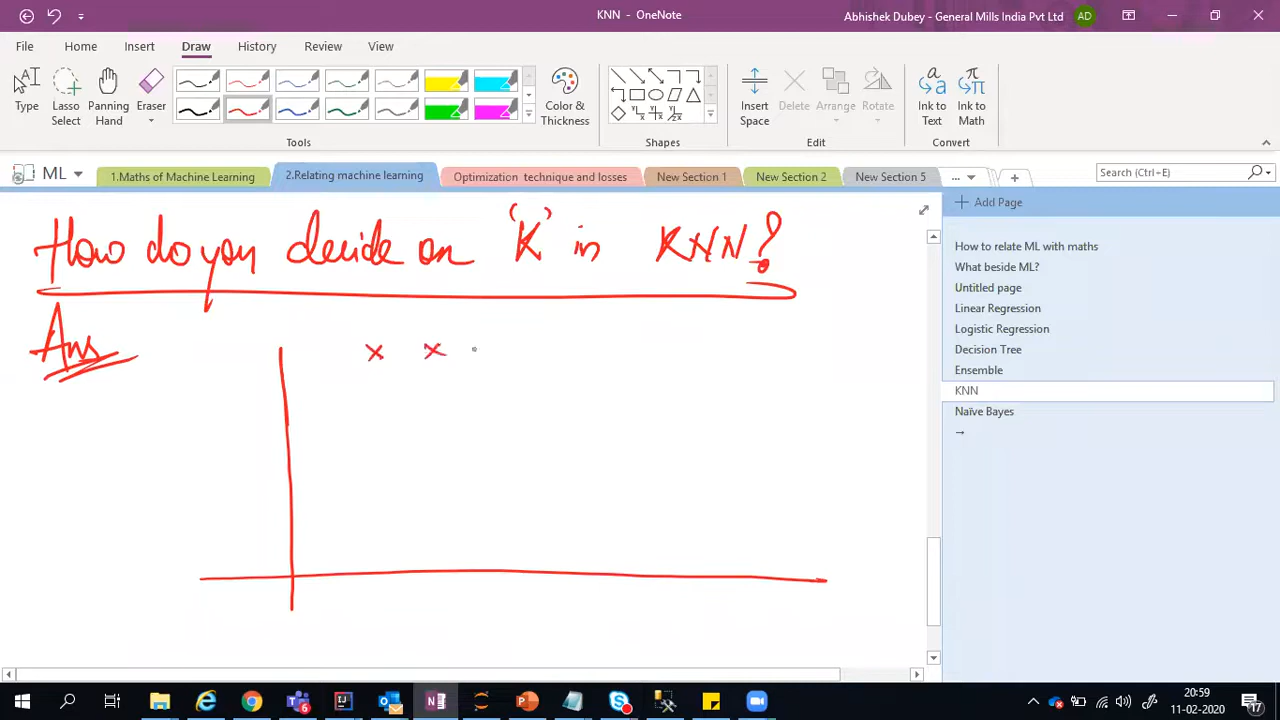 KNN - OneNote
Abhishek Dubey - General Mills India Pvt Ltd
AD
File
Home
Insert
Draw
History
Review
View
Type
Lasso Select
Panning Hand
Eraser
Color & Thickness
Insert Space
Delete
Arrange
Rotate
Ink to Text
Ink to Math
Tools
Shapes
Edit
Convert
ML
1.Maths of Machine Learning
2.Relating machine learning
Optimization technique and losses
New Section 1
New Section 2
New Section 5
...
Search (Ctrl+E)
Add Page
How do you decide on 'K' in KNN?
Ans
x x
How to relate ML with maths
What beside ML?
Untitled page
Linear Regression
Logistic Regression
Decision Tree
Ensemble
KNN
Naïve Bayes
→
20:59
11-02-2020
17